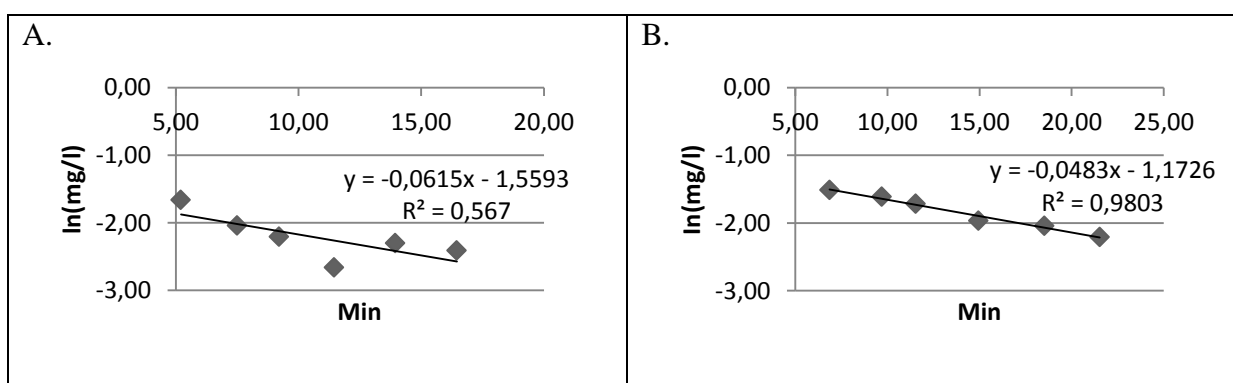 A.
0,00
5,00 10,00 15,00 20,00
-1,00
-2,00
-3,00
ln(mg/l)
y = -0,0615x - 1,5593
R² = 0,567
Min
B.
0,00
5,00 10,00 15,00 20,00 25,00
-1,00
-2,00
-3,00
ln(mg/l)
y = -0,0483x - 1,1726
R² = 0,9803
Min